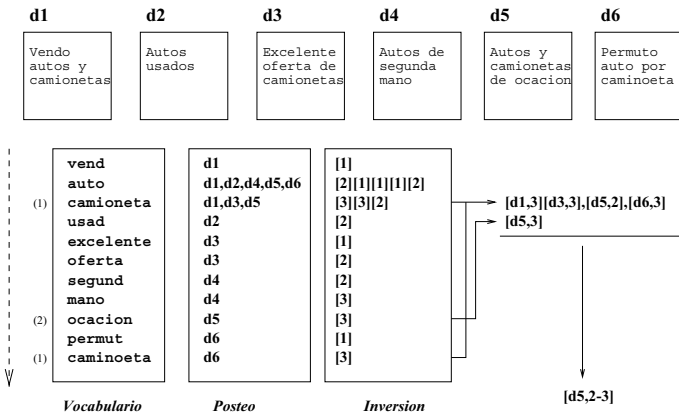 d1 d2 d3 d4 d5 d6
Vendo
autos y
camionetas
Autos
usados
Excelente
oferta de
camionetas
Autos de
segunda
mano
Autos y
camionetas
de ocacion
Permuto
auto por
caminoeta
vend d1 [1]
auto d1,d2,d4,d5,d6 [2][1][1][1][2]
(1) camioneta d1,d3,d5 [3][3][2] [d1,3][d3,3],[d5,2],[d6,3]
usad d2 [2] [d5,3]
excelente d3 [1]
oferta d3 [2]
segund d4 [2]
mano d4 [3]
(2) ocacion d5 [3]
permut d6 [1]
(1) caminoeta d6 [3]
[d5,2-3]
Vocabulario Posteo Inversion